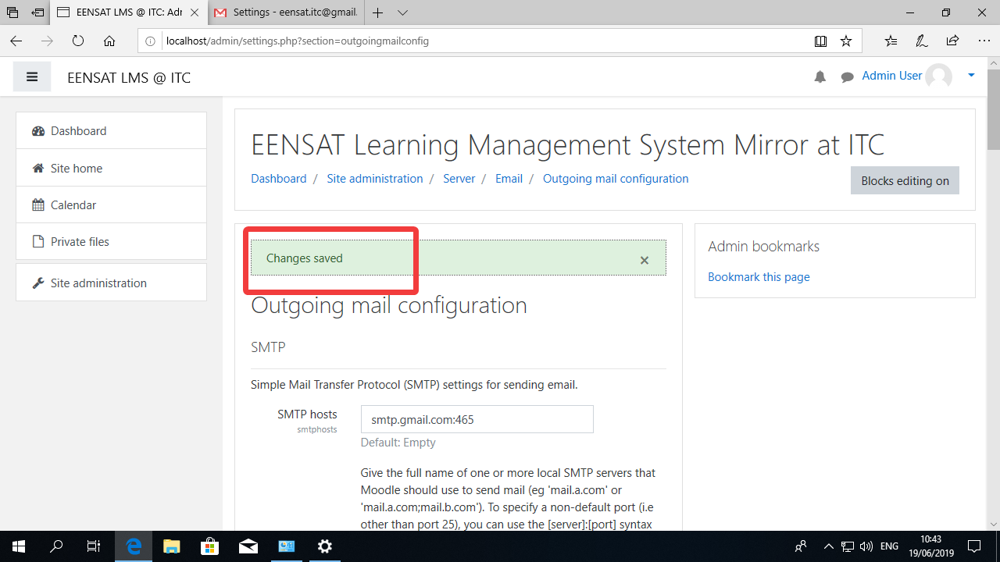 EENSAT LMS @ ITC: Adr
Settings - eensat.itc@gmail.
localhost/admin/settings.php?section=outgoingmailconfig
EENSAT LMS @ ITC
Admin User
Dashboard
Site home
Calendar
Private files
Site administration
EENSAT Learning Management System Mirror at ITC
Dashboard / Site administration / Server / Email / Outgoing mail configuration
Blocks editing on
Changes saved
×
Outgoing mail configuration
SMTP
Simple Mail Transfer Protocol (SMTP) settings for sending email.
SMTP hosts
smtphosts
smtp.gmail.com:465
Default: Empty
Give the full name of one or more local SMTP servers that
Moodle should use to send mail (eg 'mail.a.com' or
'mail.a.com;mail.b.com'). To specify a non-default port (i.e
other than port 25), you can use the [server]:[port] syntax
Admin bookmarks
Bookmark this page
ENG
10:43
19/06/2019